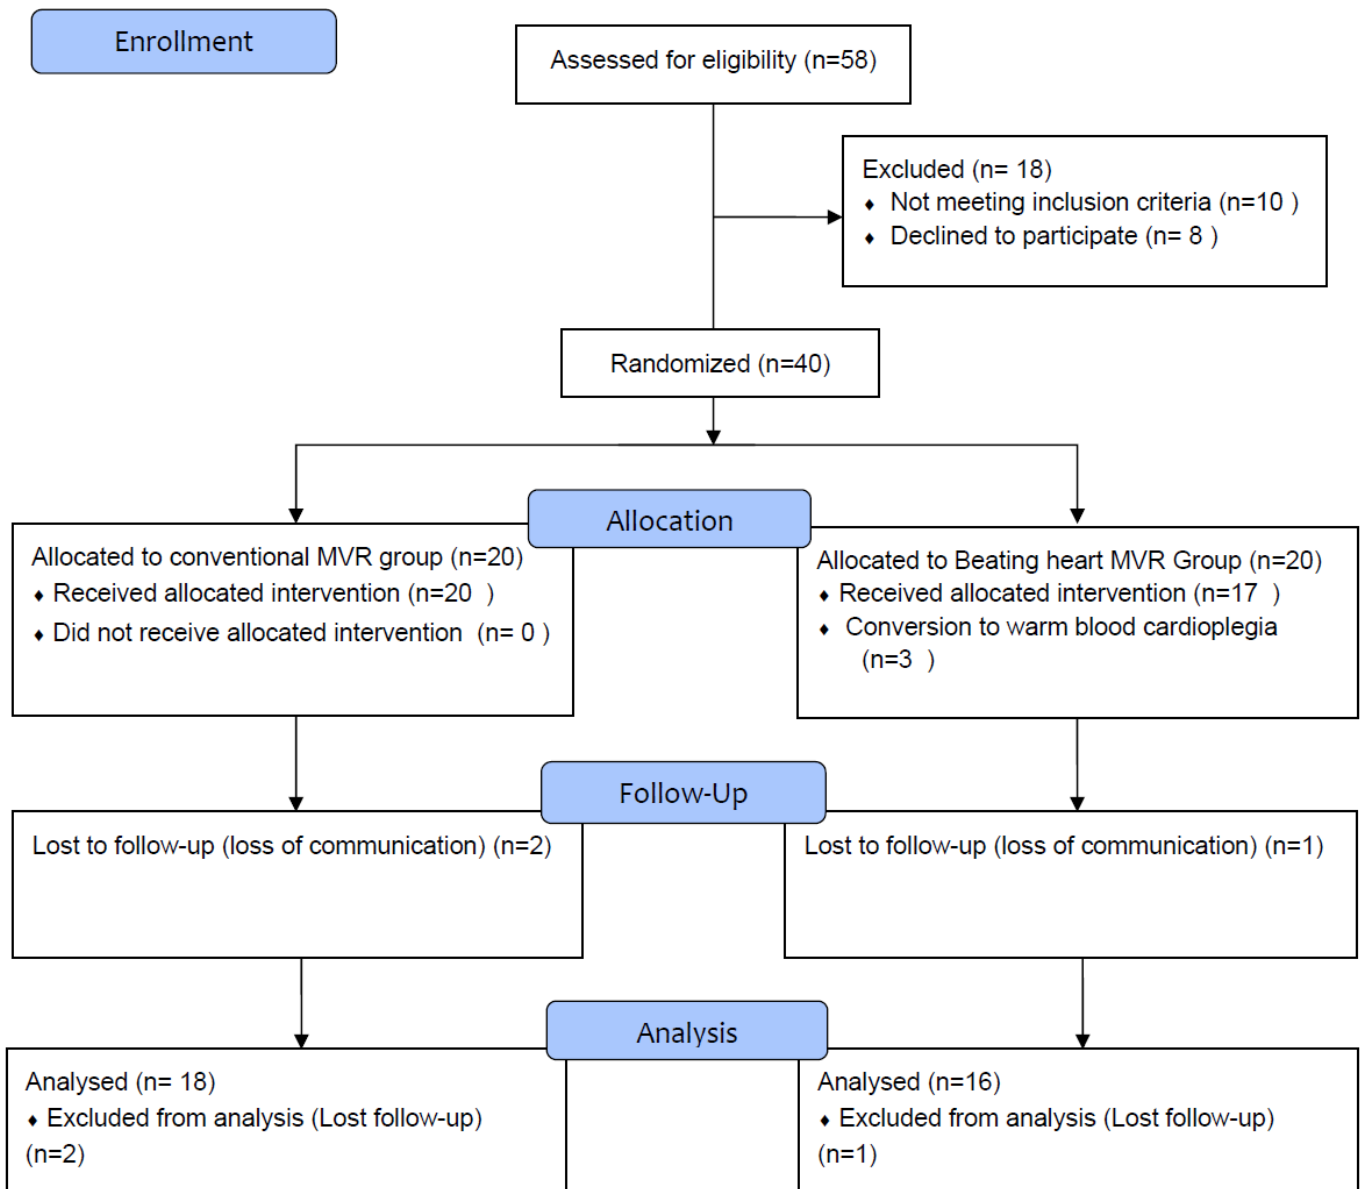 Enrollment
Assessed for eligibility (n=58)
Excluded (n= 18)
♦ Not meeting inclusion criteria (n=10 )
♦ Declined to participate (n= 8 )
Randomized (n=40)
Allocation
Allocated to conventional MVR group (n=20)
♦ Received allocated intervention (n=20 )
♦ Did not receive allocated intervention (n= 0 )
Allocated to Beating heart MVR Group (n=20)
♦ Received allocated intervention (n=17 )
♦ Conversion to warm blood cardioplegia
(n=3 )
Follow-Up
Lost to follow-up (loss of communication) (n=2)
Lost to follow-up (loss of communication) (n=1)
Analysis
Analysed (n= 18)
♦ Excluded from analysis (Lost follow-up)
(n=2)
Analysed (n=16)
♦ Excluded from analysis (Lost follow-up)
(n=1)